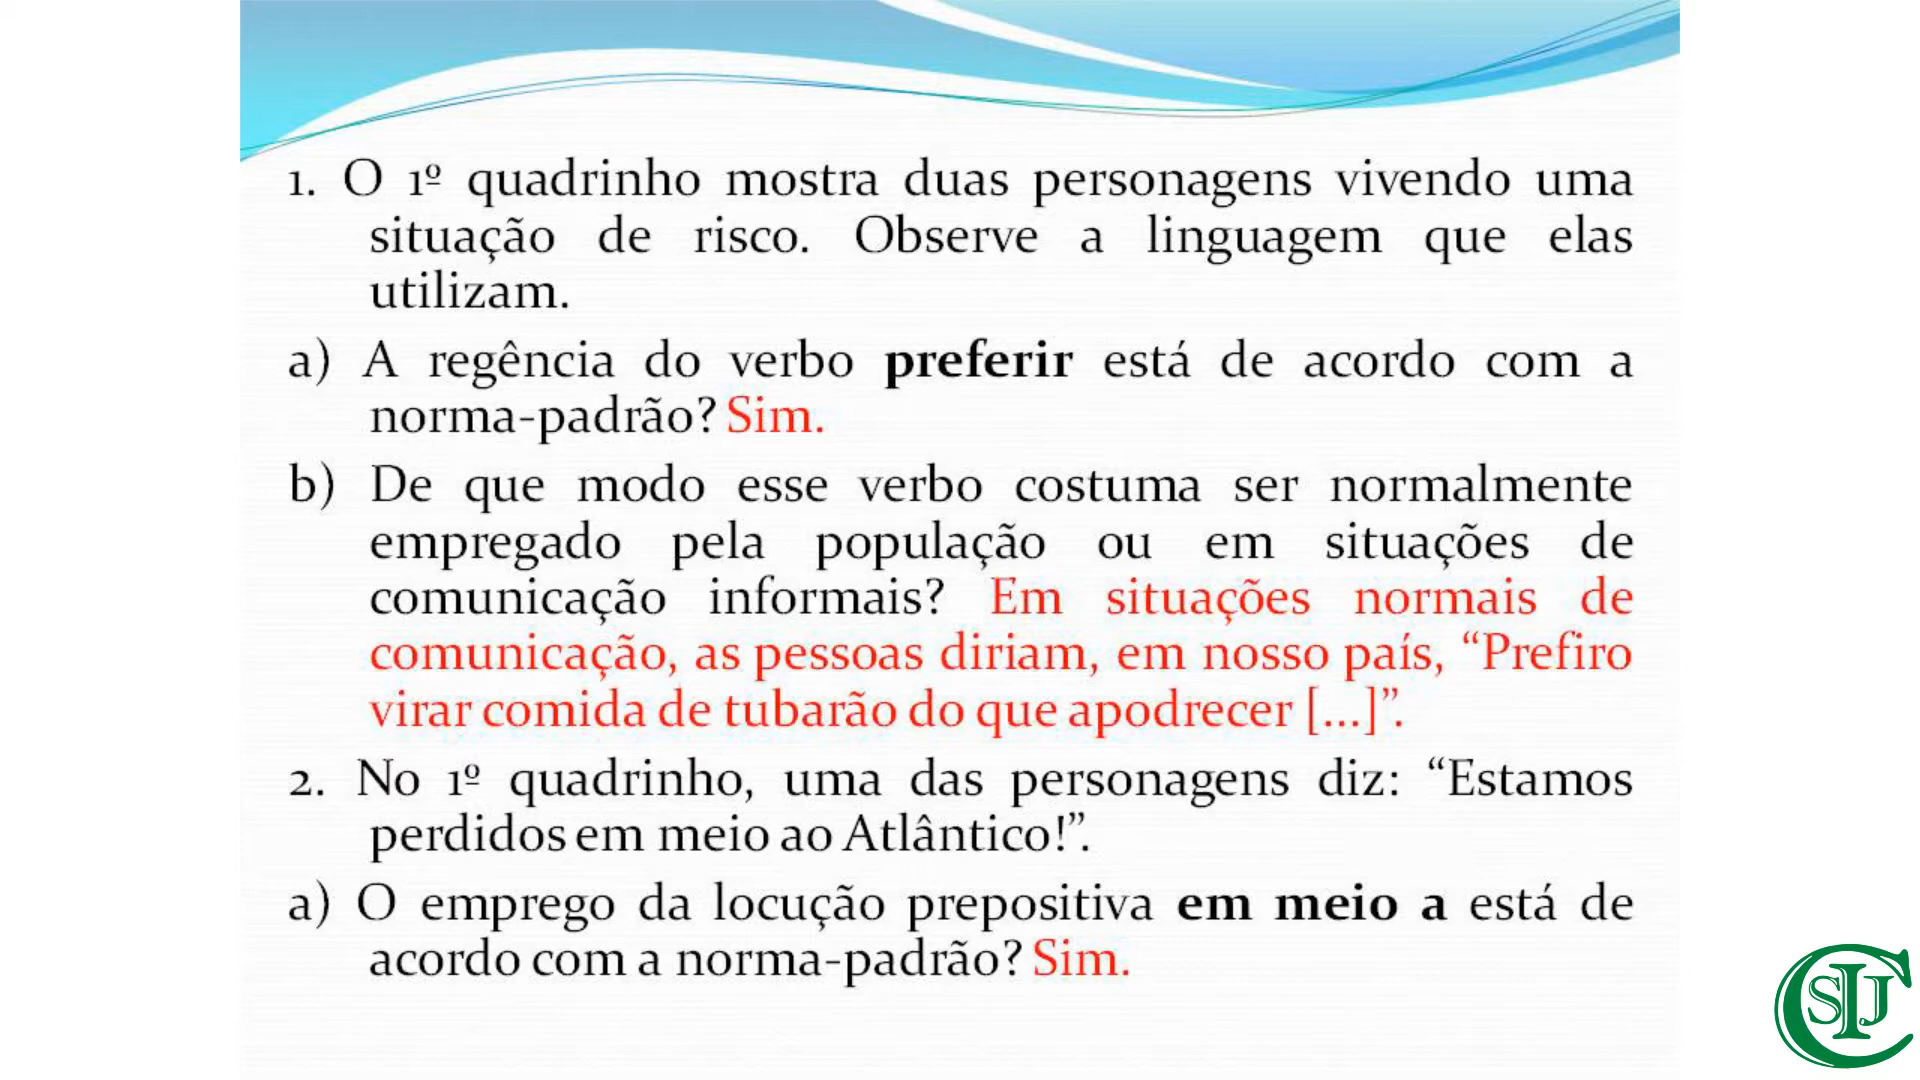 1. O 1º quadrinho mostra duas personagens vivendo uma
situação de risco. Observe a linguagem que elas
utilizam.
a) A regência do verbo preferir está de acordo com a
norma-padrão? Sim.
b) De que modo esse verbo costuma ser normalmente
empregado pela população ou em situações de
comunicação informais? Em situações normais de
comunicação, as pessoas diriam, em nosso país, “Prefiro
virar comida de tubarão do que apodrecer [...]”.
2. No 1º quadrinho, uma das personagens diz: “Estamos
perdidos em meio ao Atlântico!”.
a) O emprego da locução prepositiva em meio a está de
acordo com a norma-padrão? Sim.
CSIJ